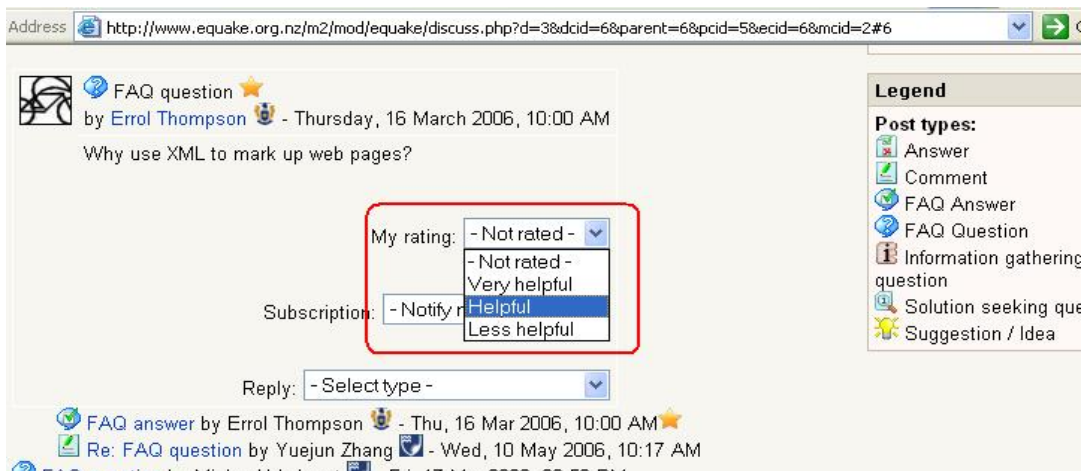 Address http://www.equake.org.nz/m2/mod/equake/discuss.php?d=3&dcid=6&parent=6&pcid=5&ecid=6&mcid=2#6
FAQ question
by Errol Thompson - Thursday, 16 March 2006, 10:00 AM
Why use XML to mark up web pages?
My rating: - Not rated -
- Not rated -
Very helpful
Helpful
Less helpful
Subscription: - Notify
Reply: - Select type -
FAQ answer by Errol Thompson - Thu, 16 Mar 2006, 10:00 AM
Re: FAQ question by Yuejun Zhang - Wed, 10 May 2006, 10:17 AM
Legend
Post types:
Answer
Comment
FAQ Answer
FAQ Question
Information gathering
question
Solution seeking
Suggestion / Idea